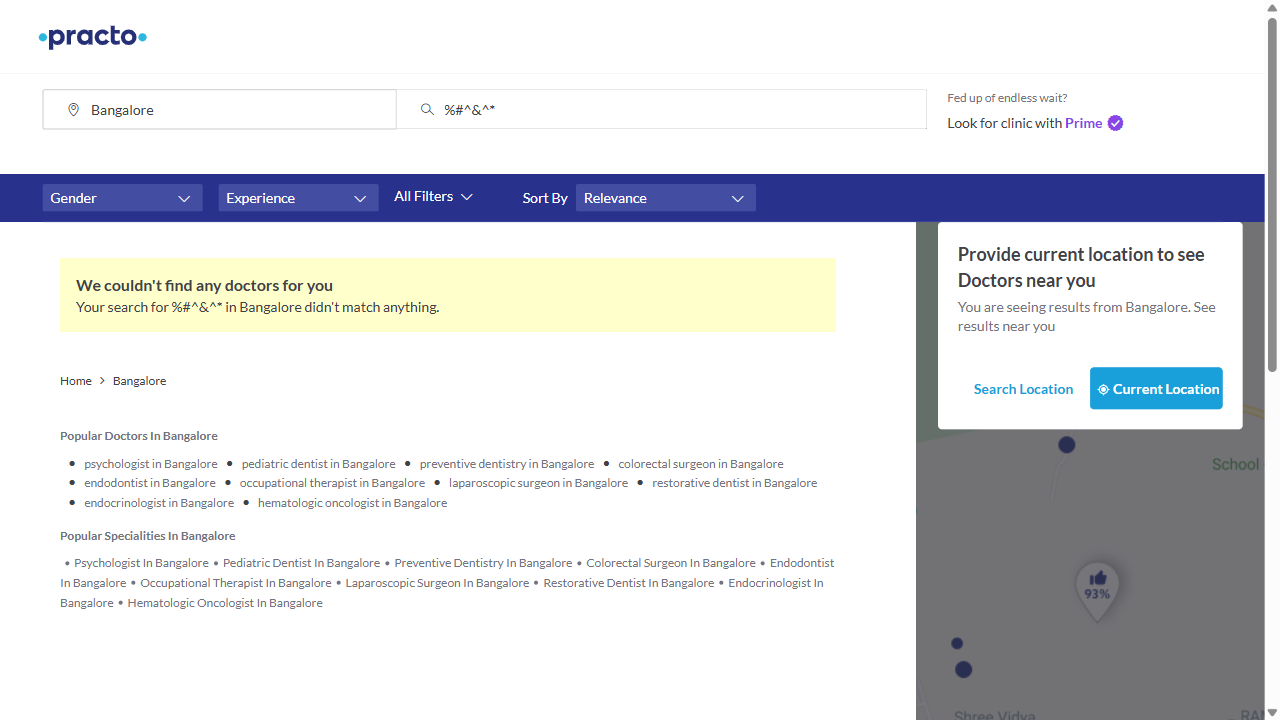 practo
Bangalore
%#^&^*
Fed up of endless wait?
Look for clinic with Prime
Gender
Experience
All Filters
Sort By
Relevance
We couldn't find any doctors for you
Your search for %#^&^* in Bangalore didn't match anything.
Provide current location to see
Doctors near you
You are seeing results from Bangalore. See
results near you
Search Location
Current Location
Home > Bangalore
Popular Doctors In Bangalore
• psychologist in Bangalore • pediatric dentist in Bangalore • preventive dentistry in Bangalore • colorectal surgeon in Bangalore
• endodontist in Bangalore • occupational therapist in Bangalore • laparoscopic surgeon in Bangalore • restorative dentist in Bangalore
• endocrinologist in Bangalore • hematologic oncologist in Bangalore
Popular Specialities In Bangalore
• Psychologist In Bangalore • Pediatric Dentist In Bangalore • Preventive Dentistry In Bangalore • Colorectal Surgeon In Bangalore • Endodontist
In Bangalore • Occupational Therapist In Bangalore • Laparoscopic Surgeon In Bangalore • Restorative Dentist In Bangalore • Endocrinologist In
Bangalore • Hematologic Oncologist In Bangalore
School
93%
Shree Vidya